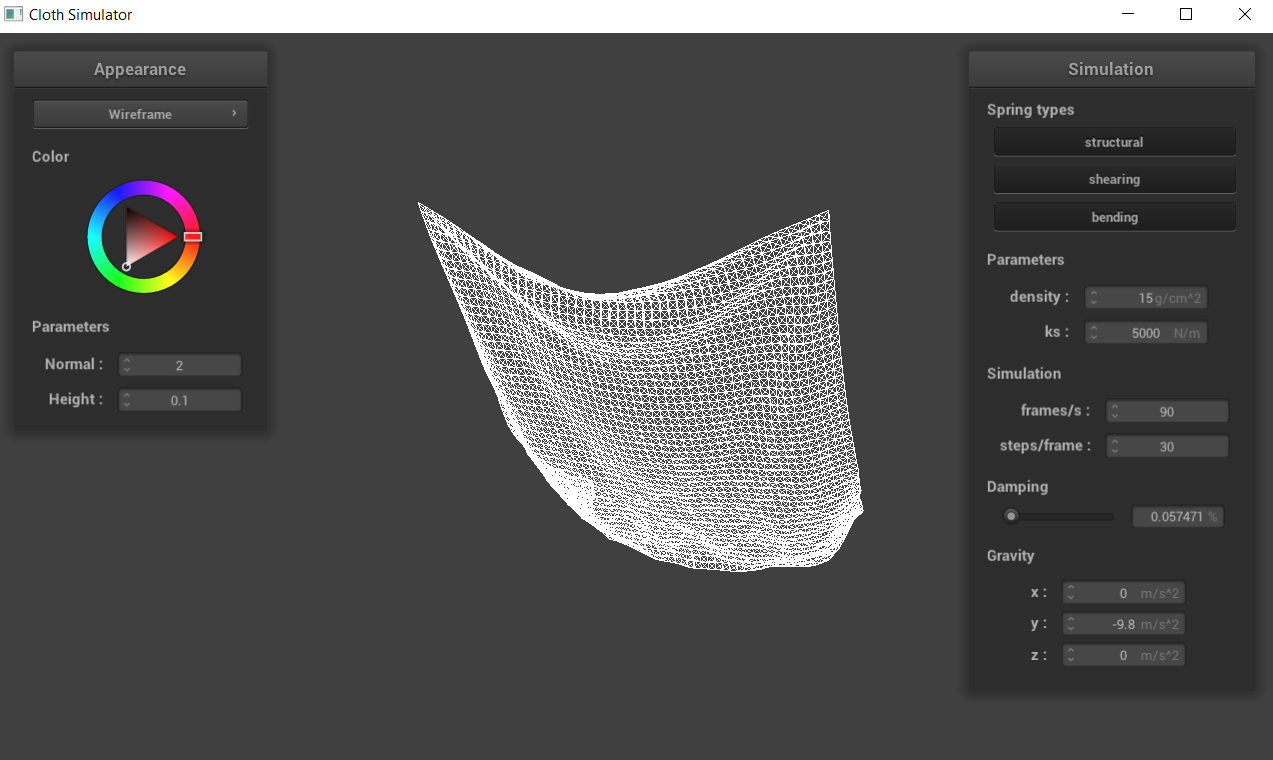 Cloth Simulator
Appearance
Wireframe
Color
Parameters
Normal : 2
Height : 0.1
Simulation
Spring types
structural
shearing
bending
Parameters
density : 15 g/cm^2
ks : 5000 N/m
Simulation
frames/s : 90
steps/frame : 30
Damping
0.057471 %
Gravity
x : 0 m/s^2
y : -9.8 m/s^2
z : 0 m/s^2